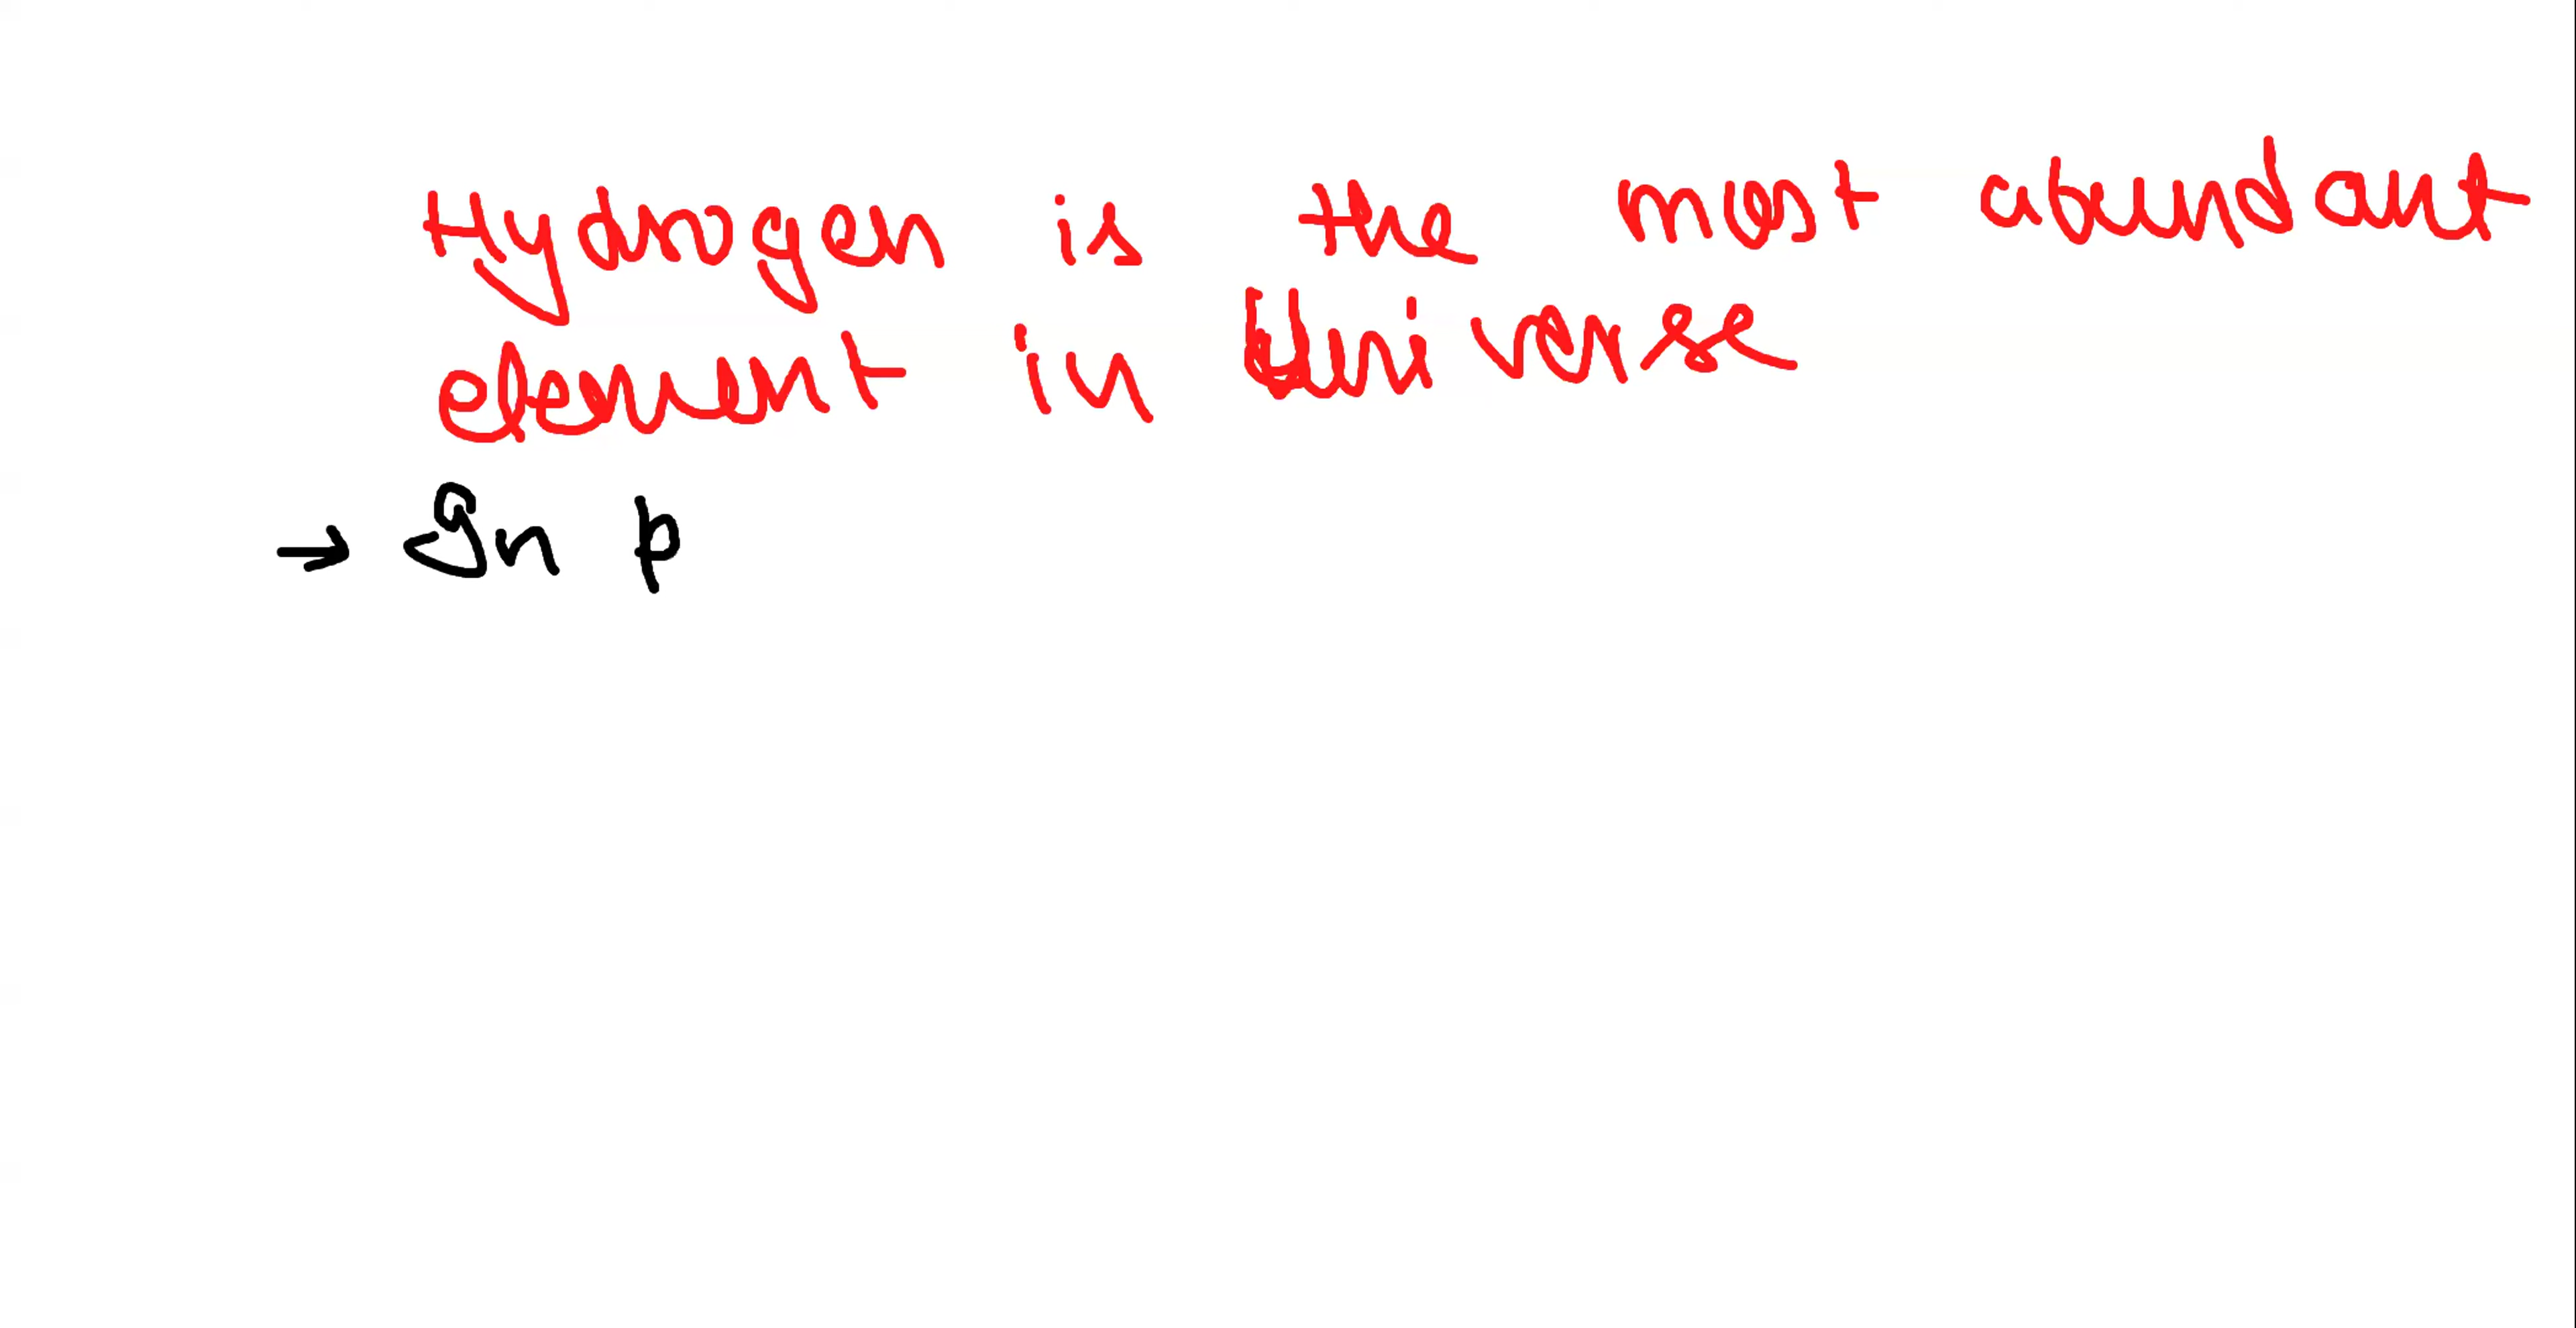 Hydrogen is the most abundant
element in Universe
→ In p